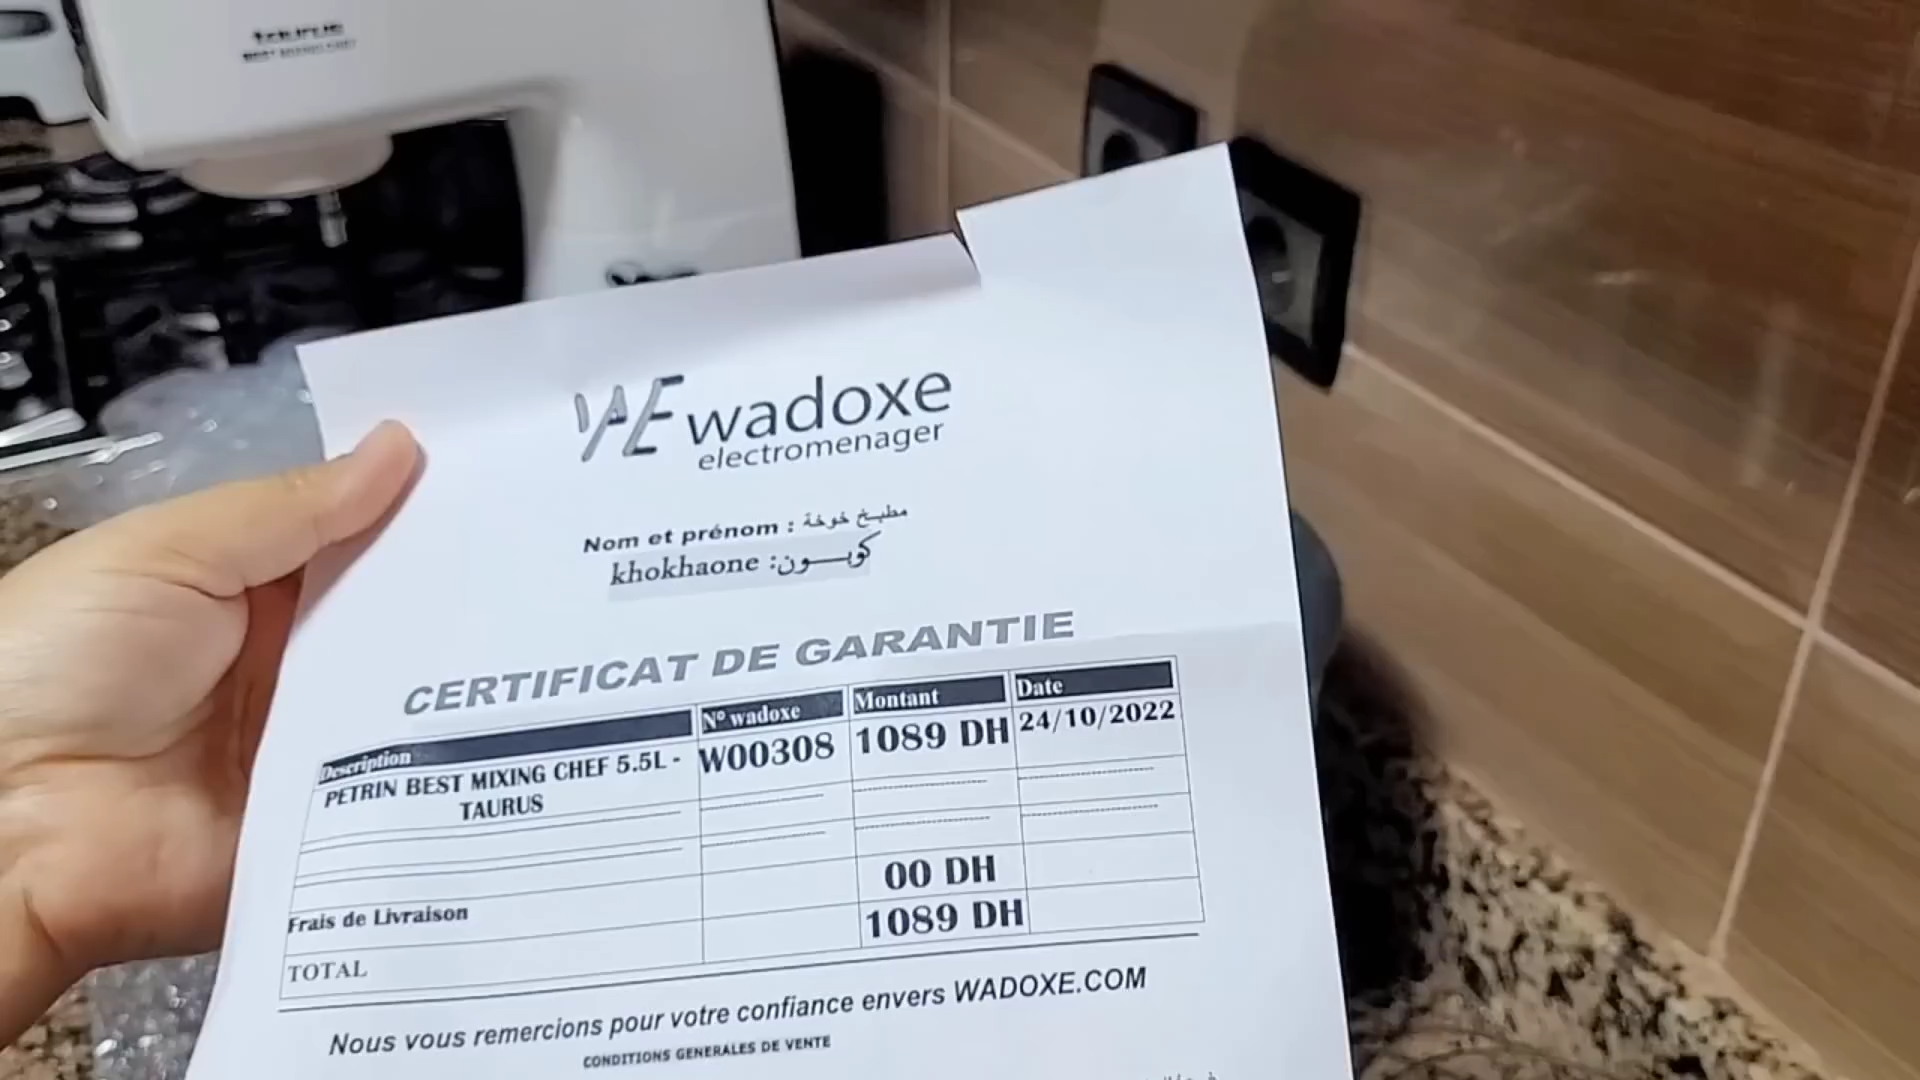 taurus
wadoxe
electromenager
Nom et prénom : مطبخ خوخة
khokhaone :كوبـــون
CERTIFICAT DE GARANTIE
Description N° wadoxe Montant Date
PETRIN BEST MIXING CHEF 5.5L - W00308 1089 DH 24/10/2022
TAURUS
Frais de Livraison 00 DH
TOTAL 1089 DH
Nous vous remercions pour votre confiance envers WADOXE.COM
CONDITIONS GENERALES DE VENTE